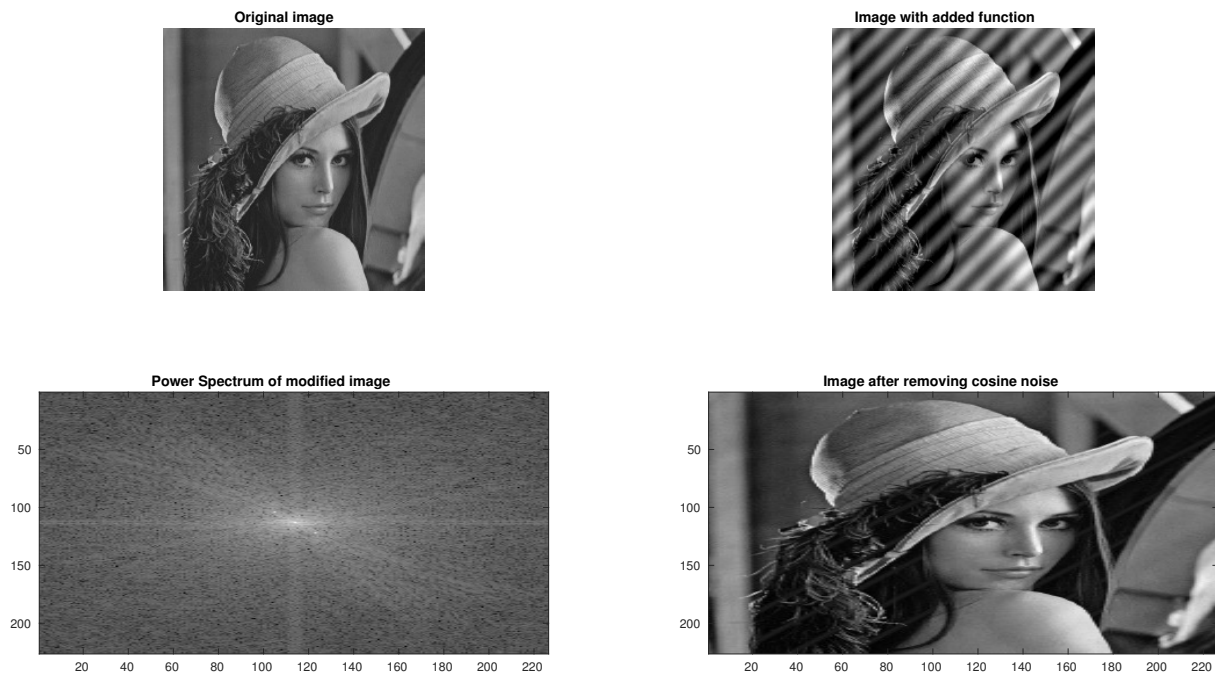 Original image
Image with added function
Power Spectrum of modified image
50
100
150
200
20 40 60 80 100 120 140 160 180 200 220
Image after removing cosine noise
50
100
150
200
20 40 60 80 100 120 140 160 180 200 220